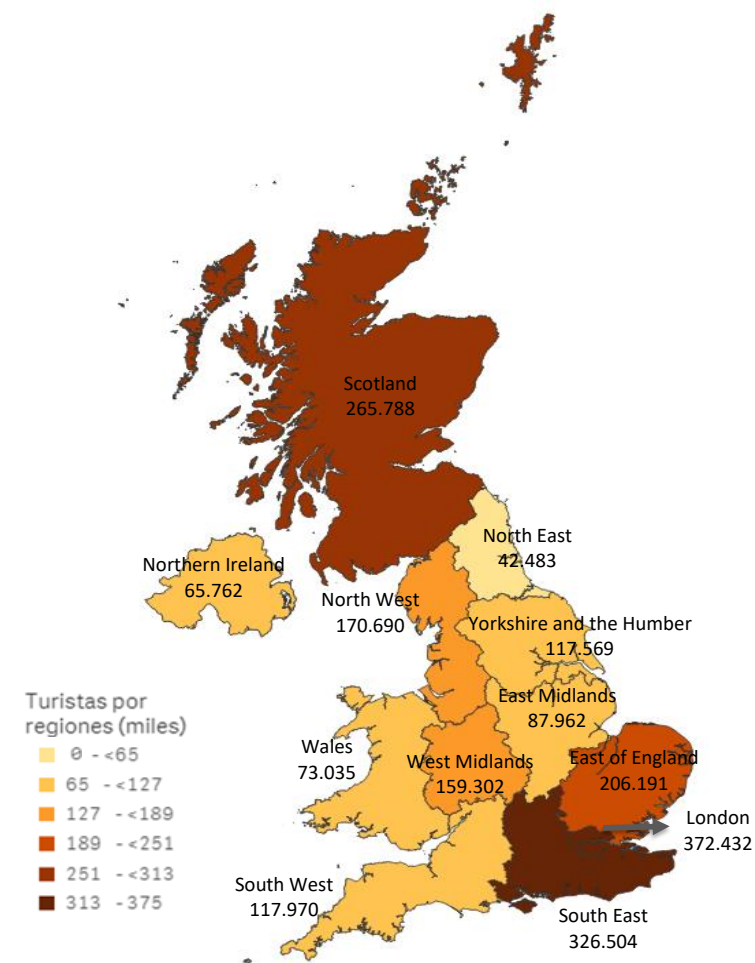 Scotland
265.788
North East
42.483
Northern Ireland
65.762
North West
170.690
Yorkshire and the Humber
117.569
East Midlands
87.962
Turistas por
regiones (miles)
0 -<65
65 -<127
127 -<189
189 -<251
251 -<313
313 -375
Wales
73.035
West Midlands
159.302
East of England
206.191
London
372.432
South West
117.970
South East
326.504